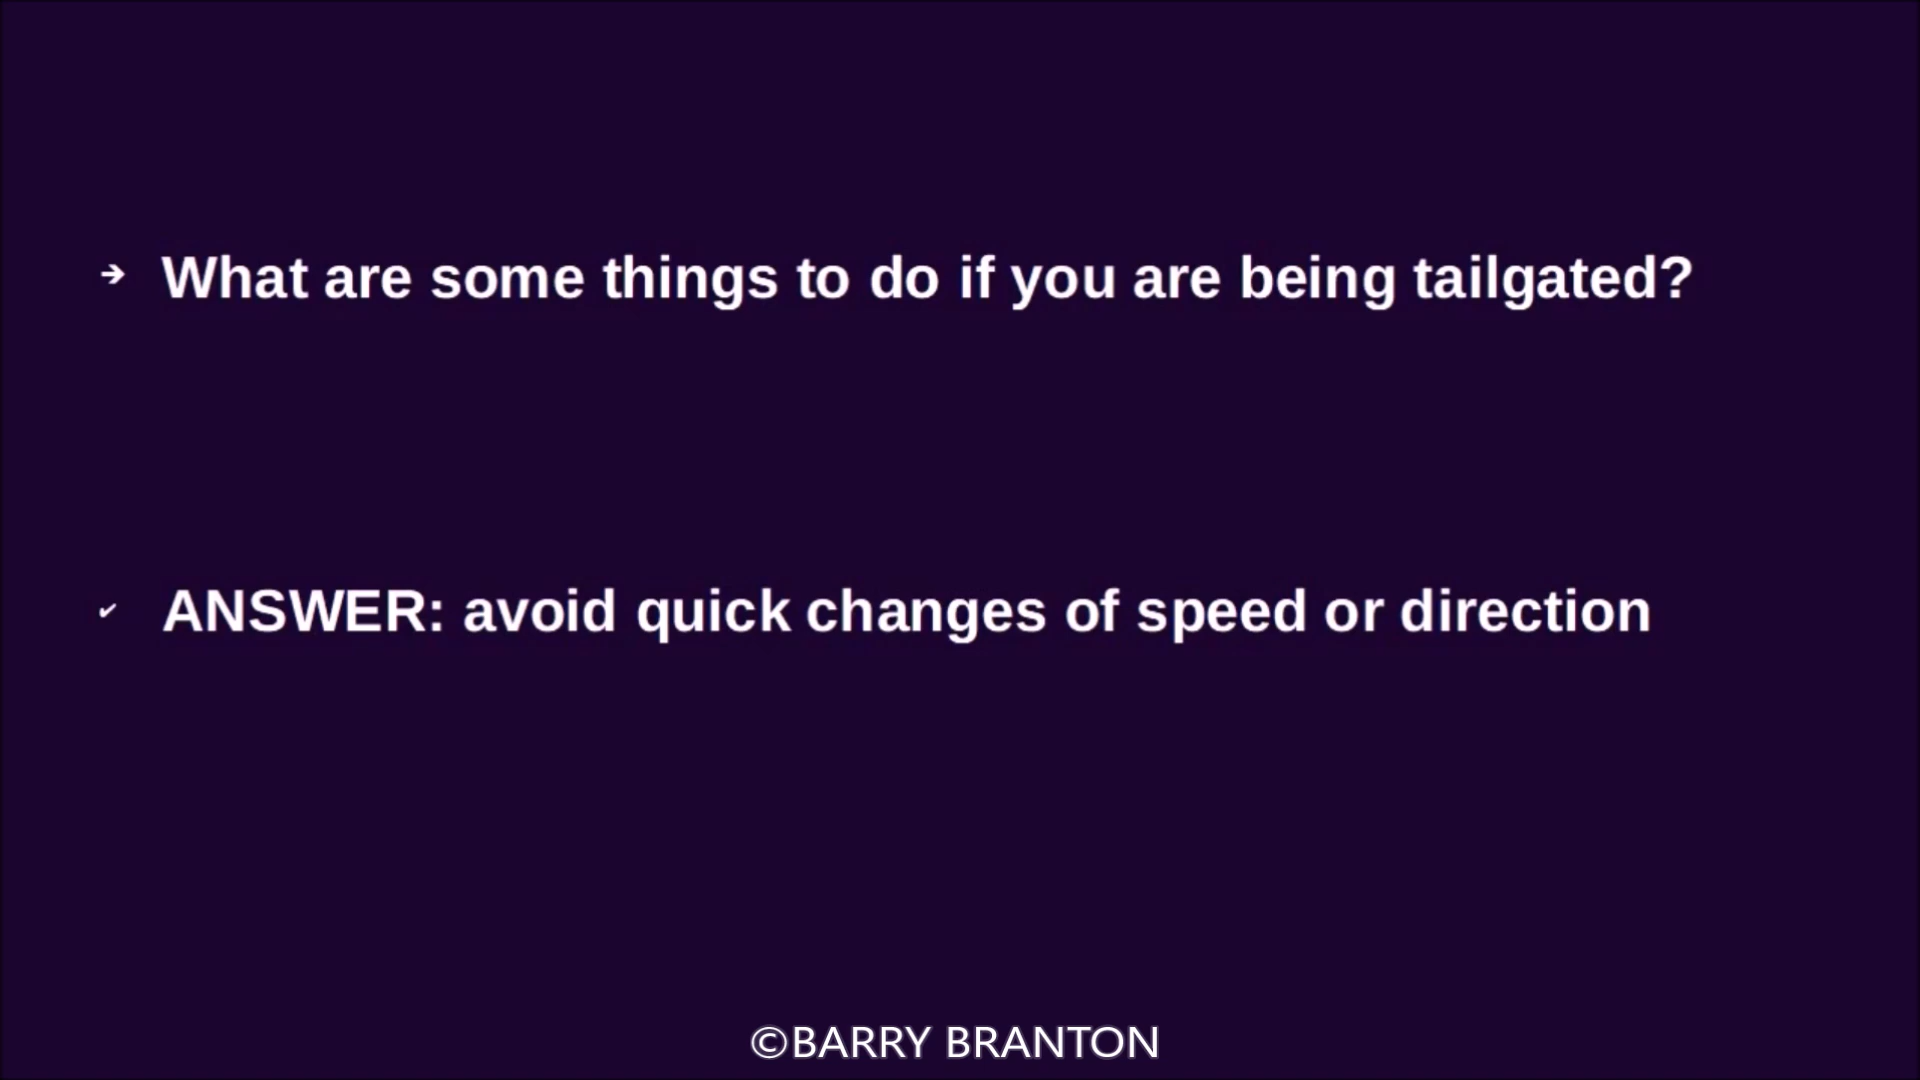 ➔ What are some things to do if you are being tailgated?
✔ ANSWER: avoid quick changes of speed or direction
©BARRY BRANTON